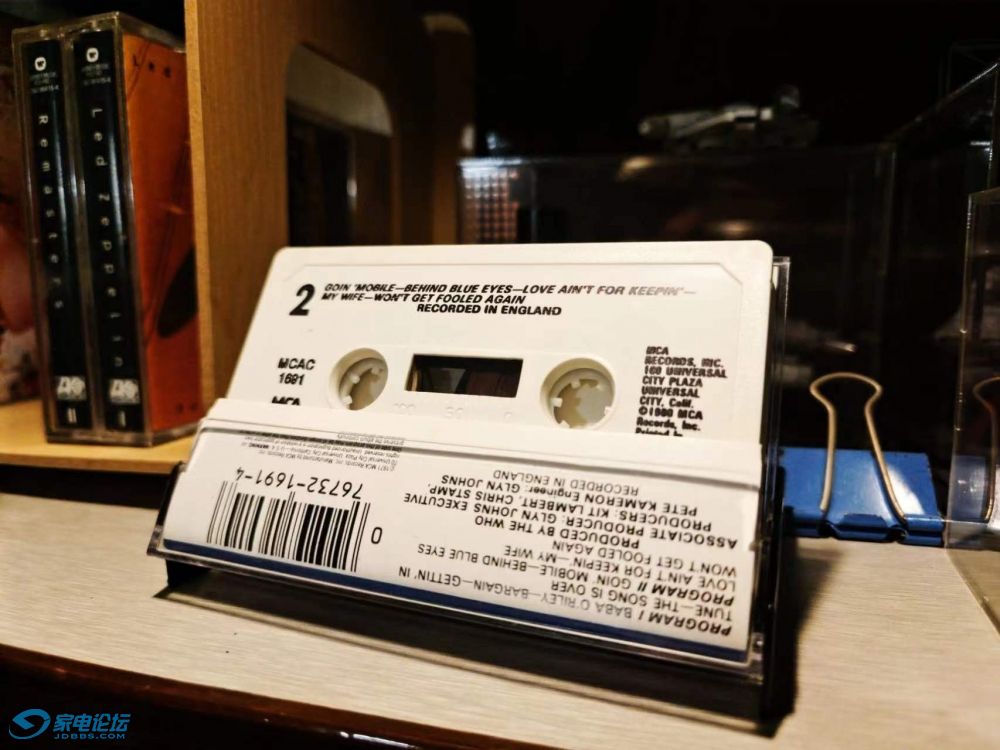 Remasters
II
Led Zeppelin
I
2
GOIN' MOBILE—BEHIND BLUE EYES—LOVE AIN'T FOR KEEPIN'—
MY WIFE—WON'T GET FOOLED AGAIN
RECORDED IN ENGLAND
MCAC
1691
MCA
MCA
RECORDS, INC.
100 UNIVERSAL
CITY PLAZA
UNIVERSAL
CITY, Calif.
©1980 MCA
Records, Inc.
PROGRAM I BABA O'RILEY—BARGAIN—GETTIN' IN
TUNE—THE SONG IS OVER
PROGRAM II GOIN' MOBILE—BEHIND BLUE EYES
LOVE AIN'T FOR KEEPIN'—MY WIFE—
WON'T GET FOOLED AGAIN
PRODUCED BY THE WHO
ASSOCIATE PRODUCER: GLYN JOHNS EXECUTIVE
PRODUCERS: KIT LAMBERT, CHRIS STAMP,
PETE KAMERON Engineer: GLYN JOHNS
RECORDED IN ENGLAND
0
76732-1691-4
家电论坛
JDBBS.COM